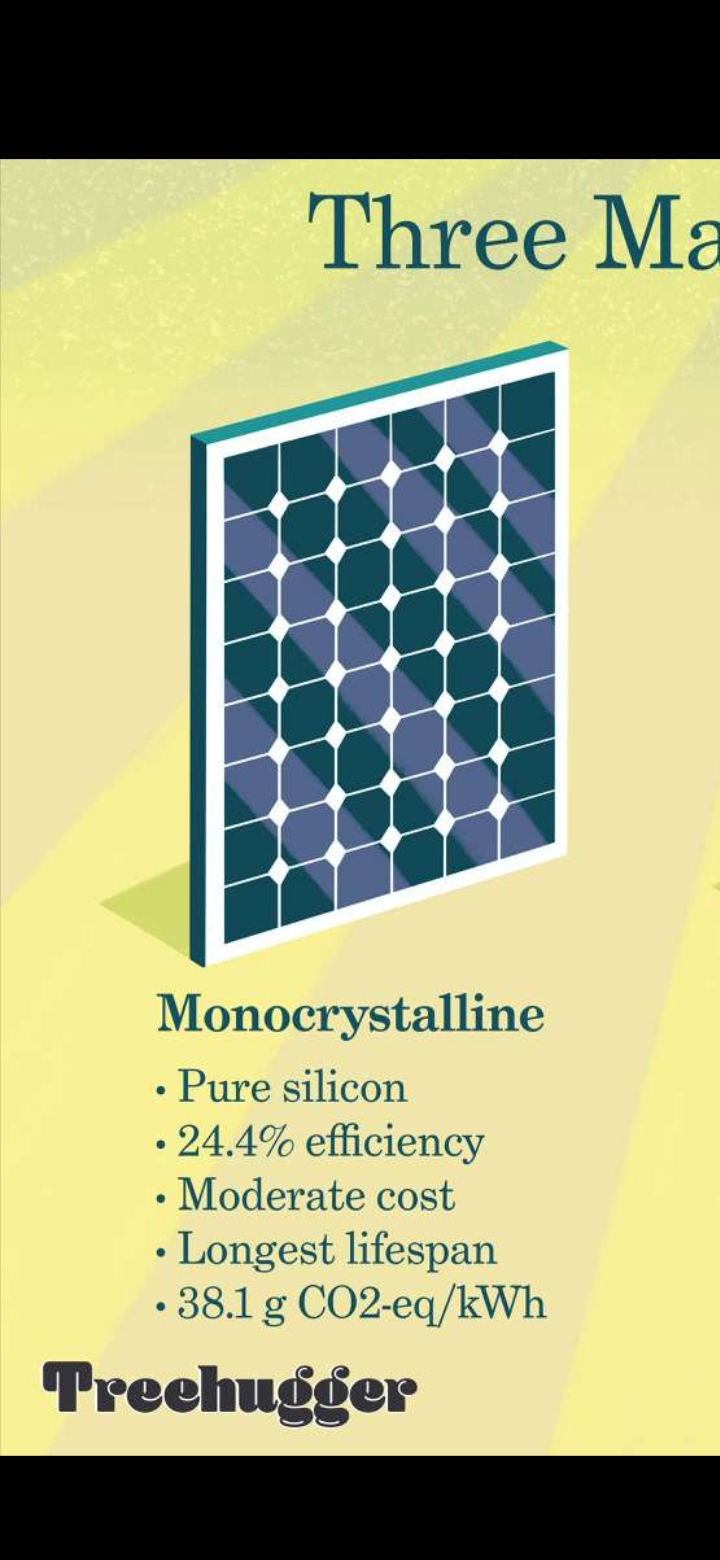 Three Ma
Monocrystalline
• Pure silicon
• 24.4% efficiency
• Moderate cost
• Longest lifespan
• 38.1 g CO2-eq/kWh
Treehugger